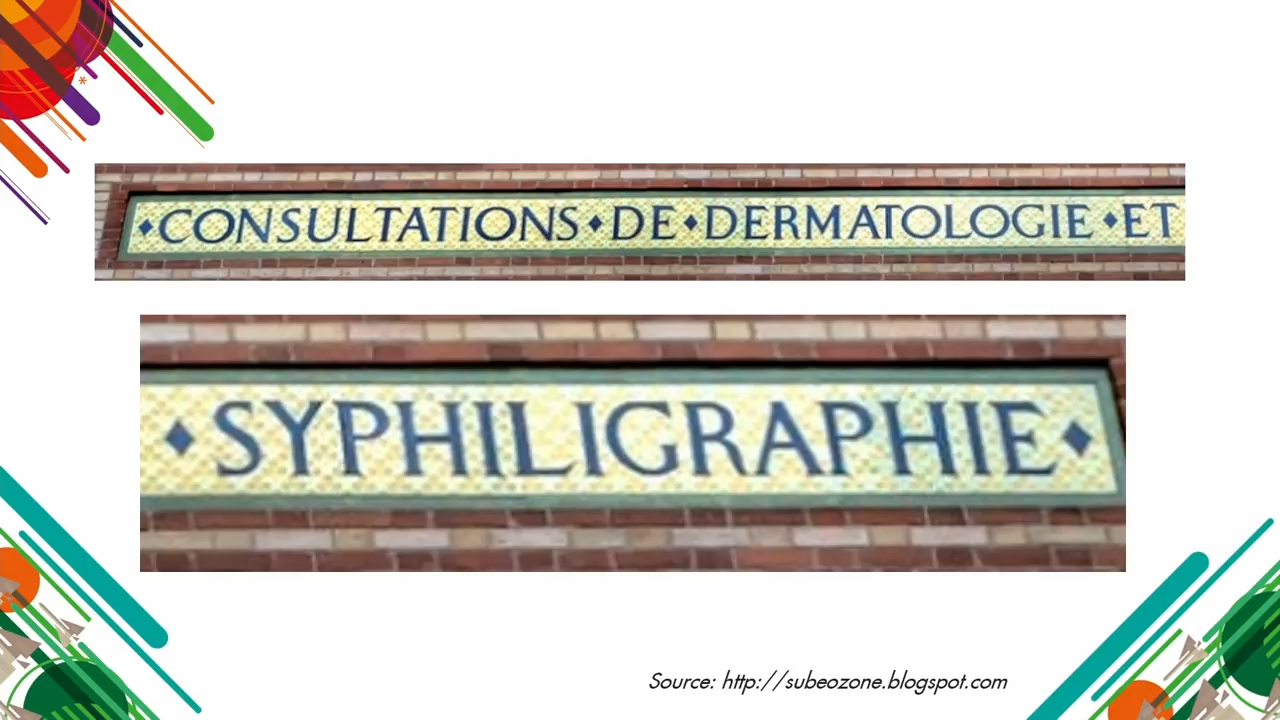 ♦CONSULTATIONS♦DE♦DERMATOLOGIE♦ET
♦SYPHILIGRAPHIE♦
Source: http://subeozone.blogspot.com